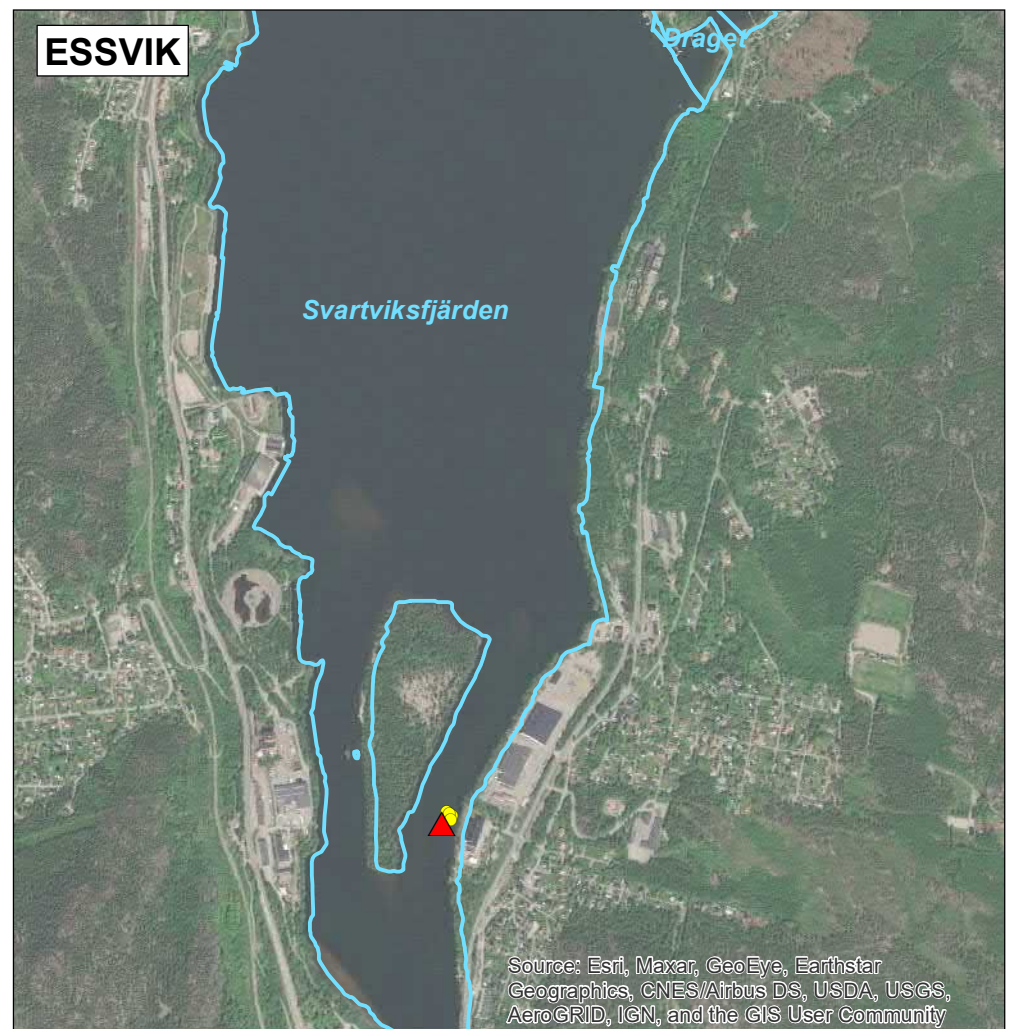 ESSVIK
Draget
Svartviksfjärden
Source: Esri, Maxar, GeoEye, Earthstar
Geographics, CNES/Airbus DS, USDA, USGS,
AeroGRID, IGN, and the GIS User Community